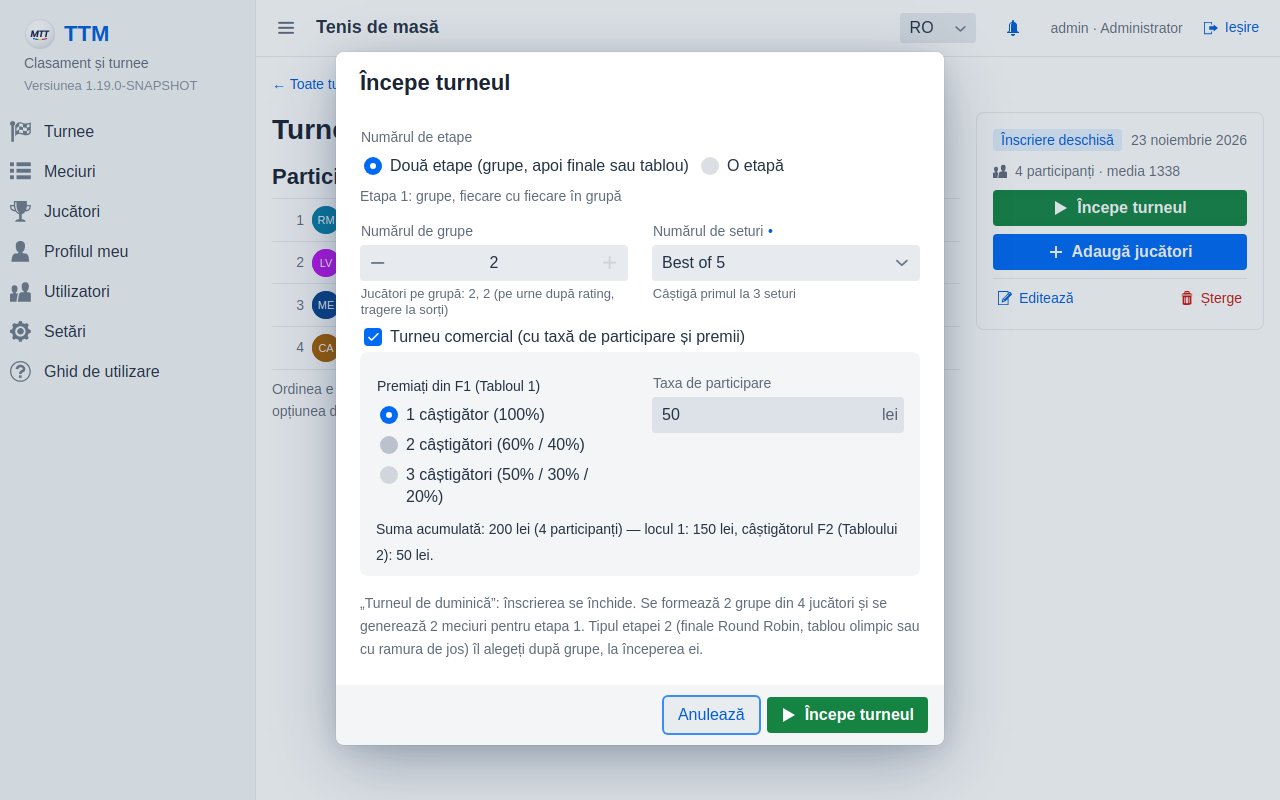 MTT TTM
Clasament și turnee
Versiunea 1.19.0-SNAPSHOT
Turnee
Meciuri
Jucători
Profilul meu
Utilizatori
Setări
Ghid de utilizare
Tenis de masă
RO
admin · Administrator
Ieșire
← Toate
Partici
1 RM
2 LV
3 ME
4 CA
Ordinea e
opțiunea
Înscriere deschisă 23 noiembrie 2026
4 participanți · media 1338
Începe turneul
Adaugă jucători
Editează
Șterge
Începe turneul
Numărul de etape
Două etape (grupe, apoi finale sau tablou) O etapă
Etapa 1: grupe, fiecare cu fiecare în grupă
Numărul de grupe
2
Jucători pe grupă: 2, 2 (pe urne după rating,
tragere la sorți)
Numărul de seturi •
Best of 5
Câștigă primul la 3 seturi
Turneu comercial (cu taxă de participare și premii)
Premiați din F1 (Tabloul 1)
1 câștigător (100%)
2 câștigători (60% / 40%)
3 câștigători (50% / 30% /
20%)
Taxa de participare
50 lei
Suma acumulată: 200 lei (4 participanți) — locul 1: 150 lei, câștigătorul F2 (Tabloului
2): 50 lei.
„Turneul de duminică”: înscrierea se închide. Se formează 2 grupe din 4 jucători și se
generează 2 meciuri pentru etapa 1. Tipul etapei 2 (finale Round Robin, tablou olimpic sau
cu ramura de jos) îl alegeți după grupe, la începerea ei.
Anulează
Începe turneul